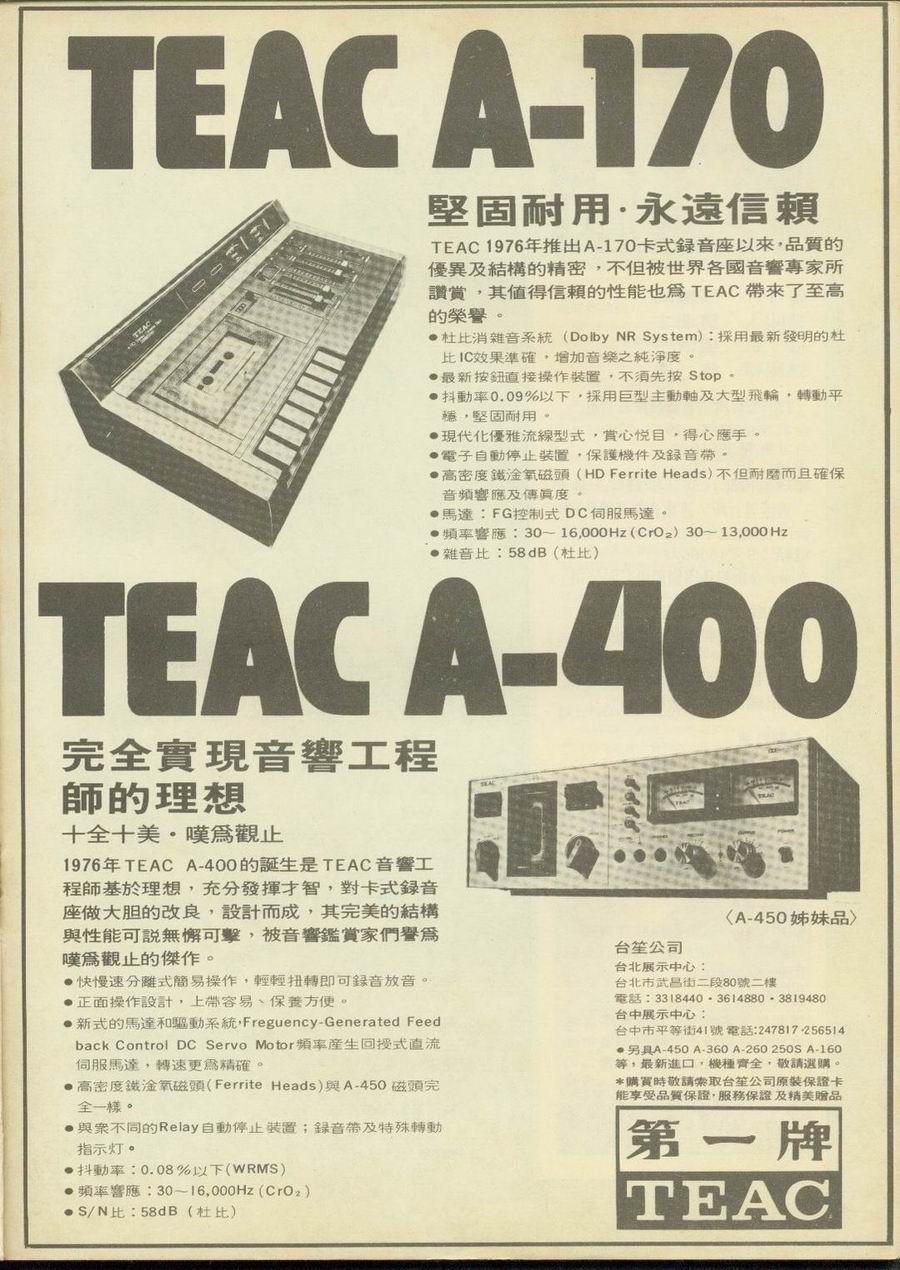 TEAC A-170
堅固耐用·永遠信賴
TEAC 1976年推出A-170卡式錄音座以來,品質的
優異及結構的精密，不但被世界各國音響專家所
讚賞，其值得信賴的性能也爲 TEAC 帶來了至高
的榮譽。
●杜比消雜音系統 (Dolby NR System)：採用最新發明的杜
比IC效果準確，增加音樂之純淨度。
●最新按鈕直接操作裝置，不須先按 Stop。
●抖動率0.09%以下，採用巨型主動軸及大型飛輪，轉動平
穩，堅固耐用。
●現代化優雅流線型式，賞心悦目，得心應手。
●電子自動停止裝置，保護機件及錄音帶。
●高密度鐵淦氧磁頭 (HD Ferrite Heads) 不但耐磨而且確保
音頻響應及傳眞度。
●馬達：FG控制式 DC伺服馬達。
●頻率響應：30～16,000Hz (CrO₂) 30～13,000Hz
●雜音比：58dB (杜比)
TEAC A-400
完全實現音響工程
師的理想
十全十美·嘆爲觀止
1976年TEAC A-400的誕生是TEAC音響工
程師基於理想，充分發揮才智，對卡式錄音
座做大胆的改良，設計而成，其完美的結構
與性能可説無懈可擊，被音響鑑賞家們譽爲
嘆爲觀止的傑作。
●快慢速分離式簡易操作，輕輕扭轉即可録音放音。
●正面操作設計，上帶容易、保養方便。
●新式的馬達和驅動系統,Freguency-Generated Feed
back Control DC Servo Motor頻率産生回授式直流
伺服馬達，轉速更爲精確。
●高密度鐵淦氧磁頭(Ferrite Heads)與A-450 磁頭完
全一樣。
●與衆不同的Relay自動停止裝置；錄音帶及特殊轉動
指示灯。
●抖動率：0.08%以下(WRMS)
●頻率響應：30～16,000Hz (CrO₂)
●S/N比：58dB (杜比)
TEAC
TEAC
TEAC
TEAC
〈A-450姊妹品〉
台笙公司
台北展示中心：
台北市武昌街二段80號二樓
電話：3318440·3614880·3819480
台中展示中心：
台中市平等街41號 電話:247817·256514
●另具A-450 A-360 A-260 250S A-160
等，最新進口，機種齊全，敬請選購。
*購買時敬請索取台笙公司原裝保證卡
能享受品質保證，服務保證及精美贈品
第一牌
TEAC